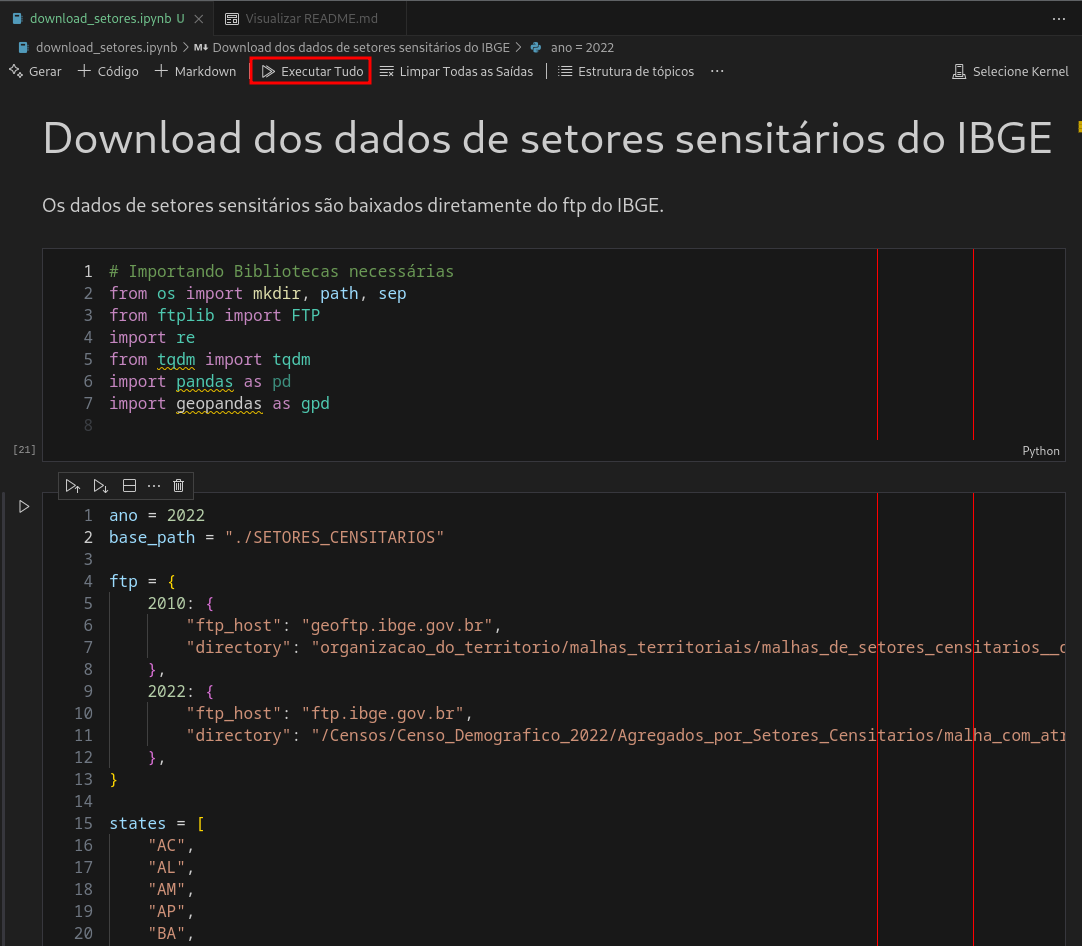 download_setores.ipynb U
Visualizar README.md
download_setores.ipynb > M↓ Download dos dados de setores sensitários do IBGE > ano = 2022
Gerar + Código + Markdown Executar Tudo Limpar Todas as Saídas Estrutura de tópicos ... Selecione Kernel
Download dos dados de setores sensitários do IBGE
Os dados de setores sensitários são baixados diretamente do ftp do IBGE.
1 # Importando Bibliotecas necessárias
2 from os import mkdir, path, sep
3 from ftplib import FTP
4 import re
5 from tqdm import tqdm
6 import pandas as pd
7 import geopandas as gpd
8
[21]
Python
1 ano = 2022
2 base_path = "./SETORES_CENSITARIOS"
3
4 ftp = {
5 2010: {
6 "ftp_host": "geoftp.ibge.gov.br",
7 "directory": "organizacao_do_territorio/malhas_territoriais/malhas_de_setores_censitarios__d
8 },
9 2022: {
10 "ftp_host": "ftp.ibge.gov.br",
11 "directory": "/Censos/Censo_Demografico_2022/Agregados_por_Setores_Censitarios/malha_com_atr
12 },
13 }
14
15 states = [
16 "AC",
17 "AL",
18 "AM",
19 "AP",
20 "BA",